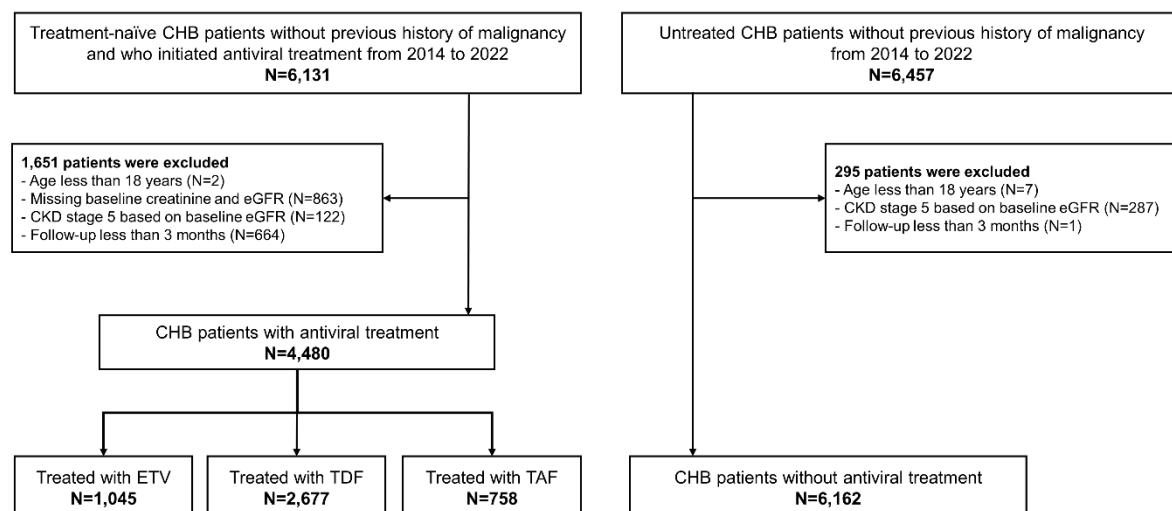 Treatment-naïve CHB patients without previous history of malignancy
and who initiated antiviral treatment from 2014 to 2022
N=6,131
Untreated CHB patients without previous history of malignancy
from 2014 to 2022
N=6,457
1,651 patients were excluded
- Age less than 18 years (N=2)
- Missing baseline creatinine and eGFR (N=863)
- CKD stage 5 based on baseline eGFR (N=122)
- Follow-up less than 3 months (N=664)
295 patients were excluded
- Age less than 18 years (N=7)
- CKD stage 5 based on baseline eGFR (N=287)
- Follow-up less than 3 months (N=1)
CHB patients with antiviral treatment
N=4,480
Treated with ETV
N=1,045
Treated with TDF
N=2,677
Treated with TAF
N=758
CHB patients without antiviral treatment
N=6,162